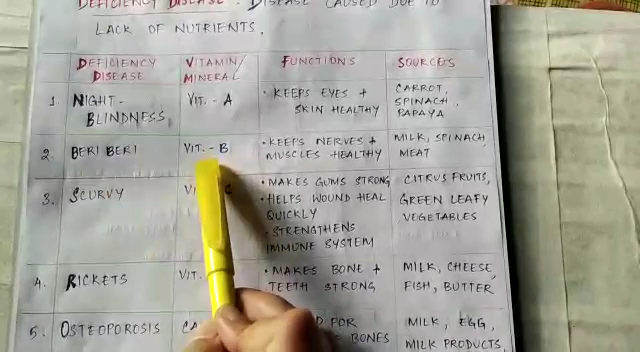 DEFICIENCY DISEASE : DISEASE CAUSED DUE TO
LACK OF NUTRIENTS.
DEFICIENCY DISEASE VITAMIN/ MINERAL FUNCTIONS SOURCES
1. NIGHT- BLINDNESS VIT. - A • KEEPS EYES + SKIN HEALTHY CARROT, SPINACH, PAPAYA
2. BERI BERI VIT. - B • KEEPS NERVES + MUSCLES HEALTHY MILK, SPINACH, MEAT
3. SCURVY • MAKES GUMS STRONG CITRUS FRUITS,
• HELPS WOUND HEAL GREEN LEAFY
QUICKLY VEGETABLES
• STRENGTHENS
IMMUNE SYSTEM
4. RICKETS VIT. • MAKES BONE + TEETH STRONG MILK, CHEESE, FISH, BUTTER
5. OSTEOPOROSIS FOR BONES MILK, EGG, MILK PRODUCTS,